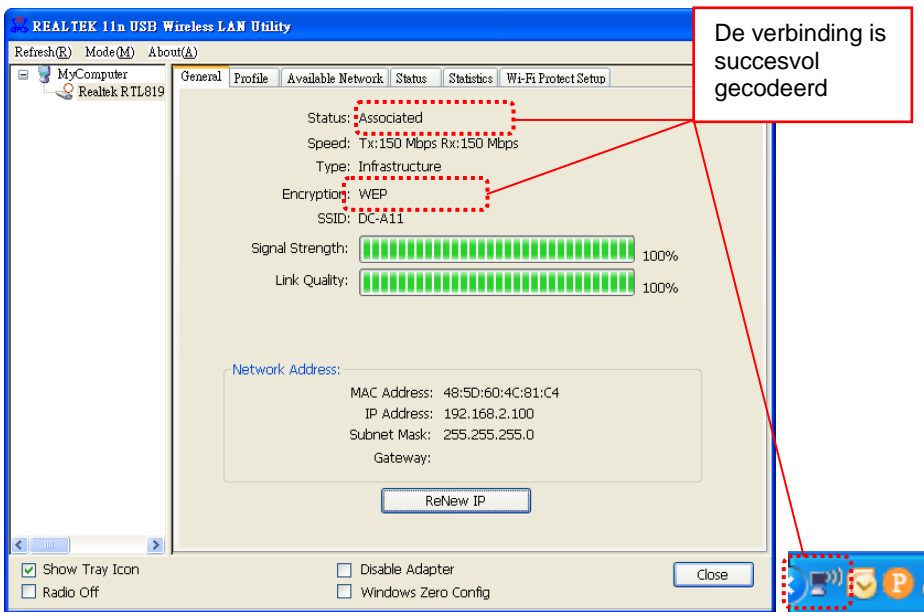 REALTEK 11n USB Wireless LAN Utility
De verbinding is
succesvol
gecodeerd
Refresh(R) Mode(M) About(A)
MyComputer
Realtek RTL819
General Profile Available Network Status Statistics Wi-Fi Protect Setup
Status: Associated
Speed: Tx:150 Mbps Rx:150 Mbps
Type: Infrastructure
Encryption: WEP
SSID: DC-A11
Signal Strength: 100%
Link Quality: 100%
Network Address:
MAC Address: 48:5D:60:4C:81:C4
IP Address: 192.168.2.100
Subnet Mask: 255.255.255.0
Gateway:
ReNew IP
Show Tray Icon Disable Adapter Close
Radio Off Windows Zero Config
P